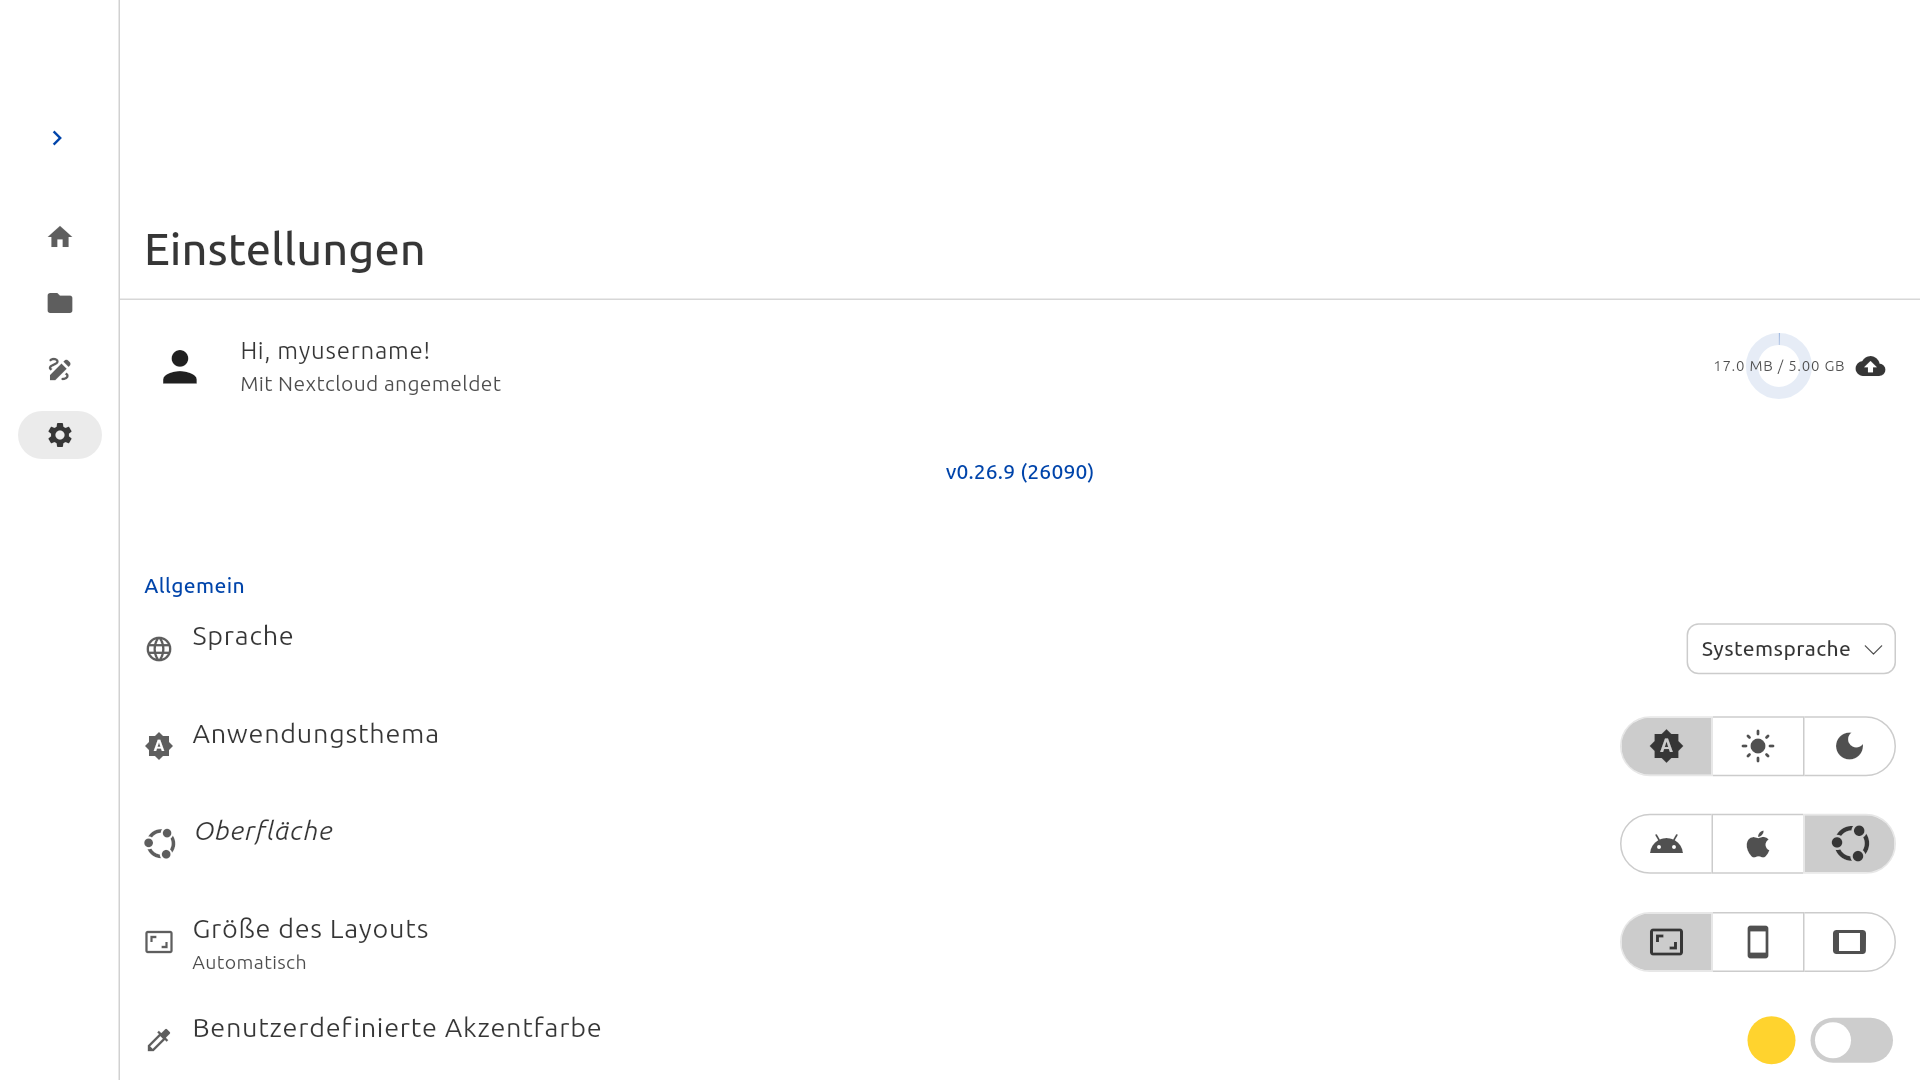 Einstellungen
Hi, myusername!
Mit Nextcloud angemeldet
17.0 MB / 5.00 GB
v0.26.9 (26090)
Allgemein
Sprache
Systemsprache
Anwendungsthema
Oberfläche
Größe des Layouts
Automatisch
Benutzerdefinierte Akzentfarbe